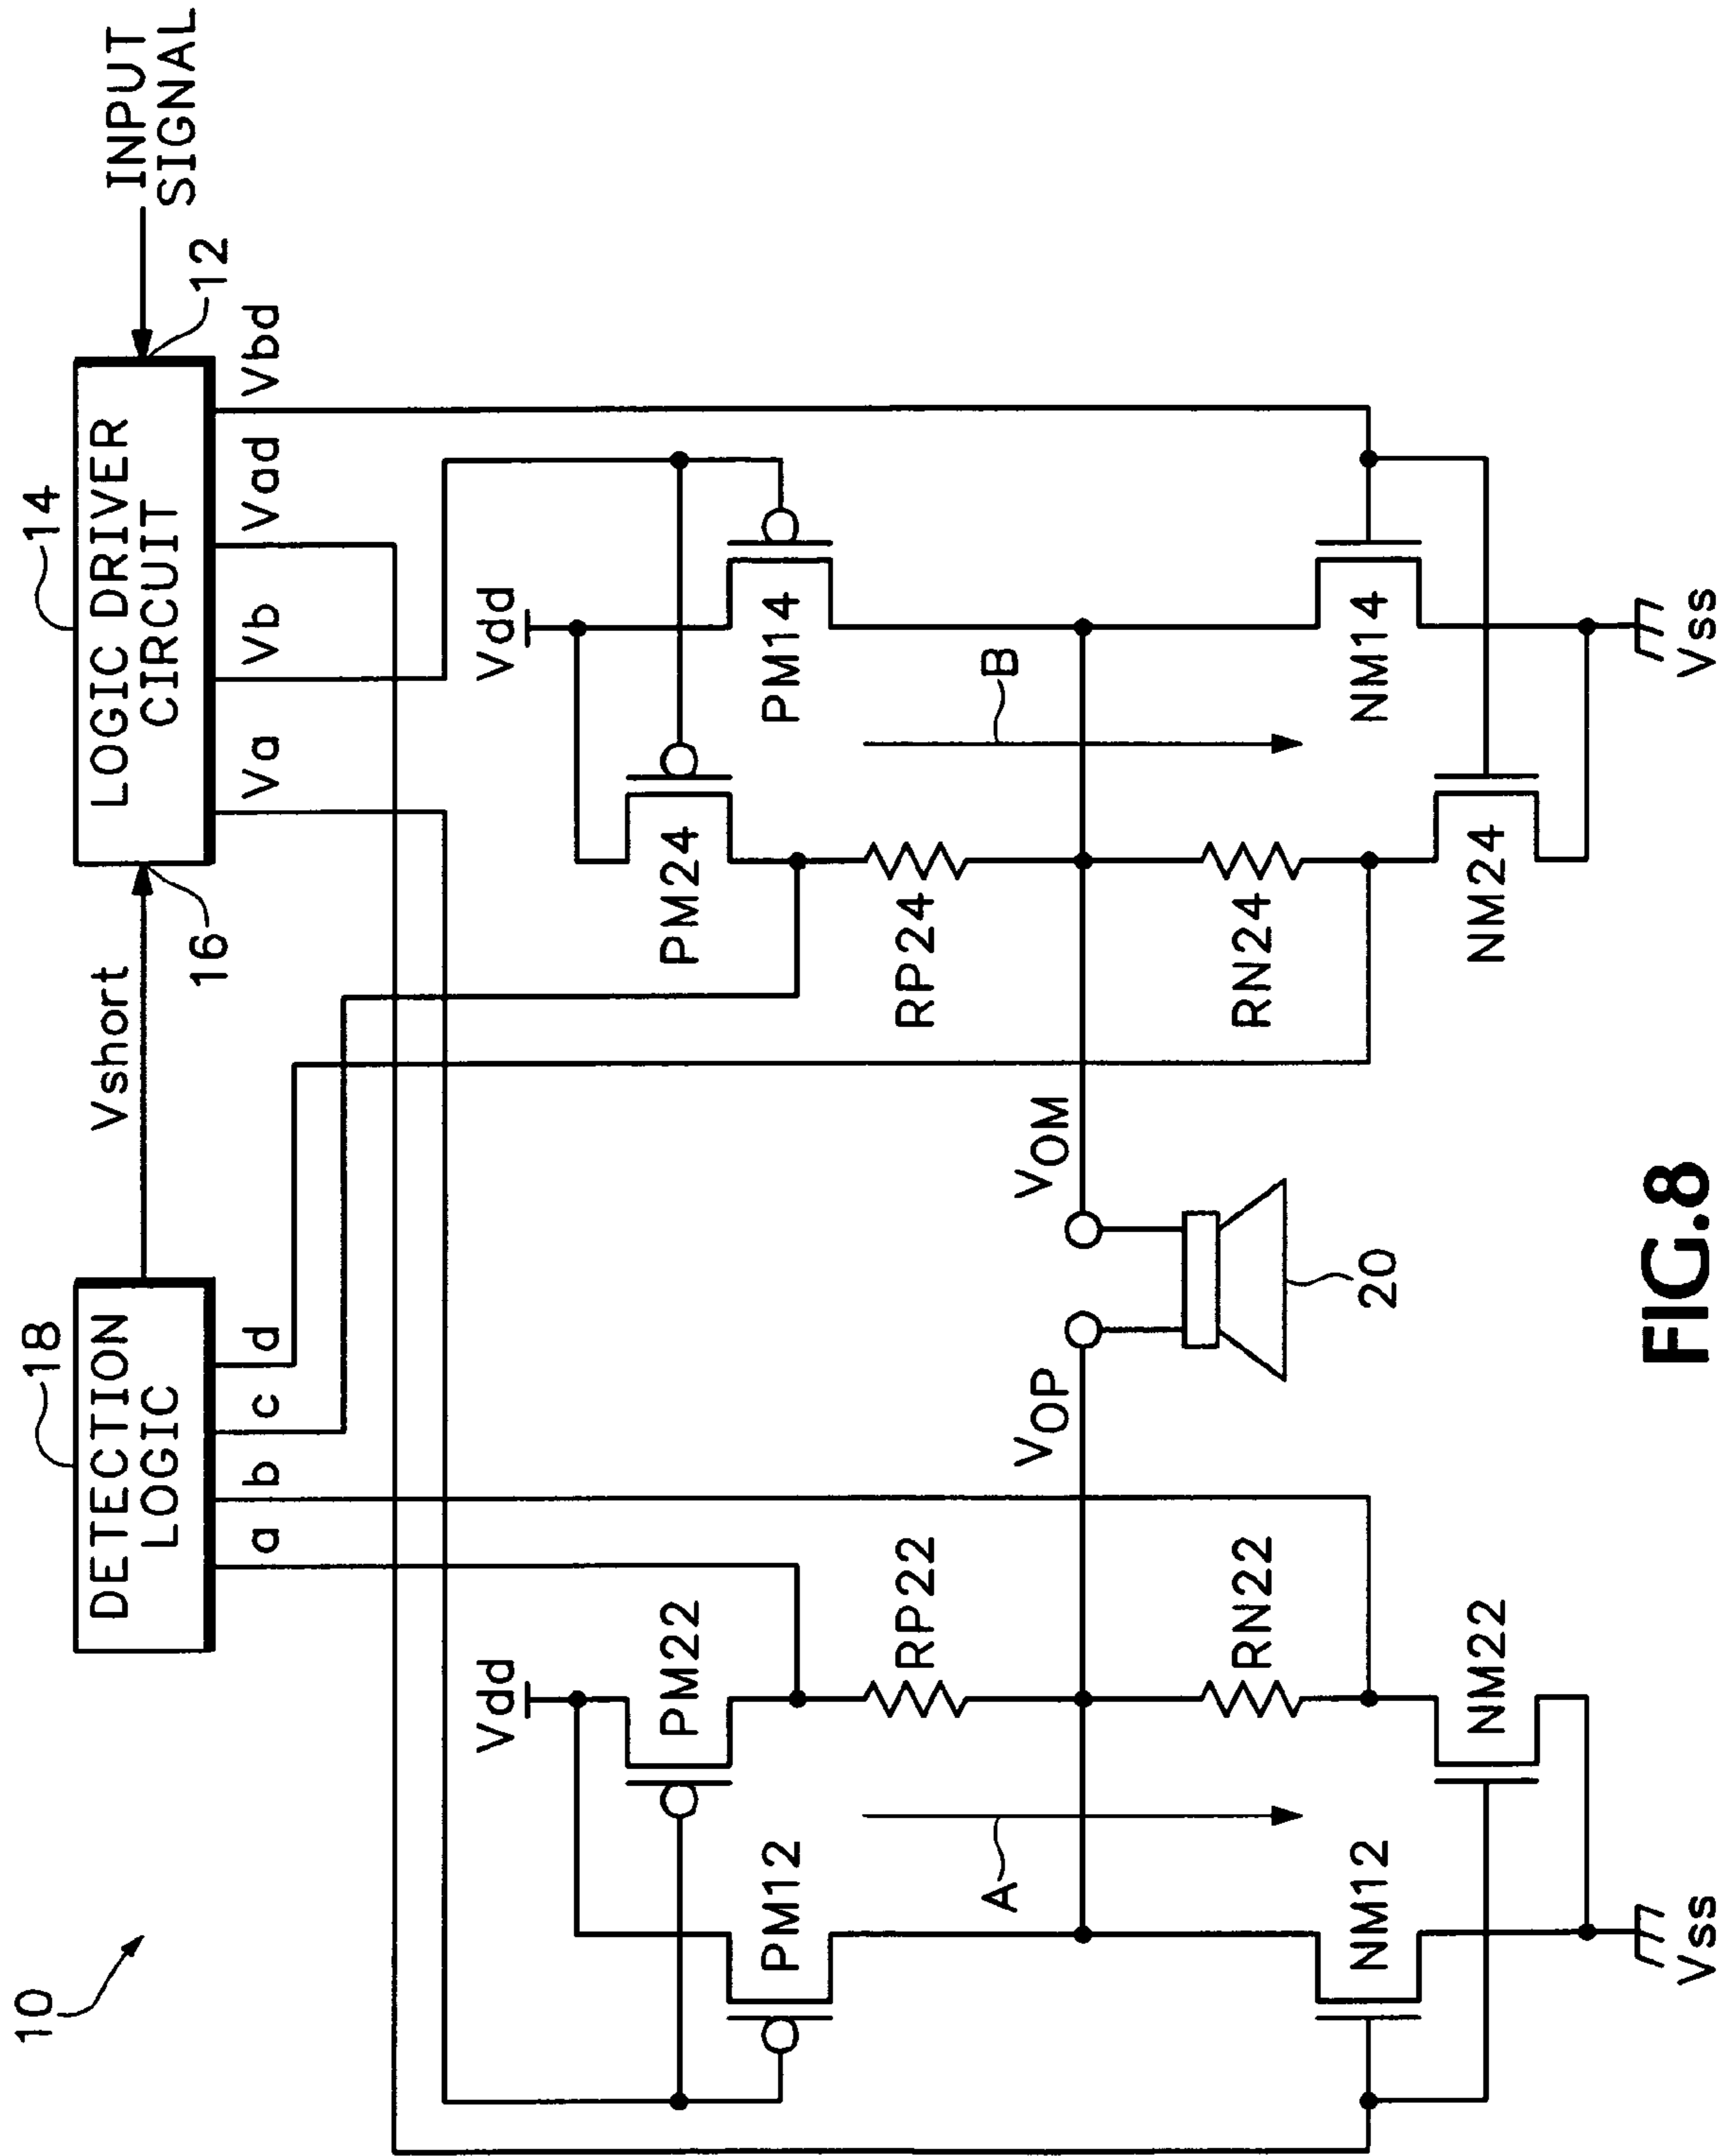 10
18
DETECTION
LOGIC
a
b
c
d
Vshort
16
14
LOGIC DRIVER
CIRCUIT
12
INPUT
SIGNAL
Va
Vb
Vad
Vbd
Vdd
PM12
PM22
RP22
A
RN22
NM12
NM22
Vss
VOP
VOM
20
Vdd
PM24
PM14
RP24
B
RN24
NM24
NM14
Vss
FIG.8